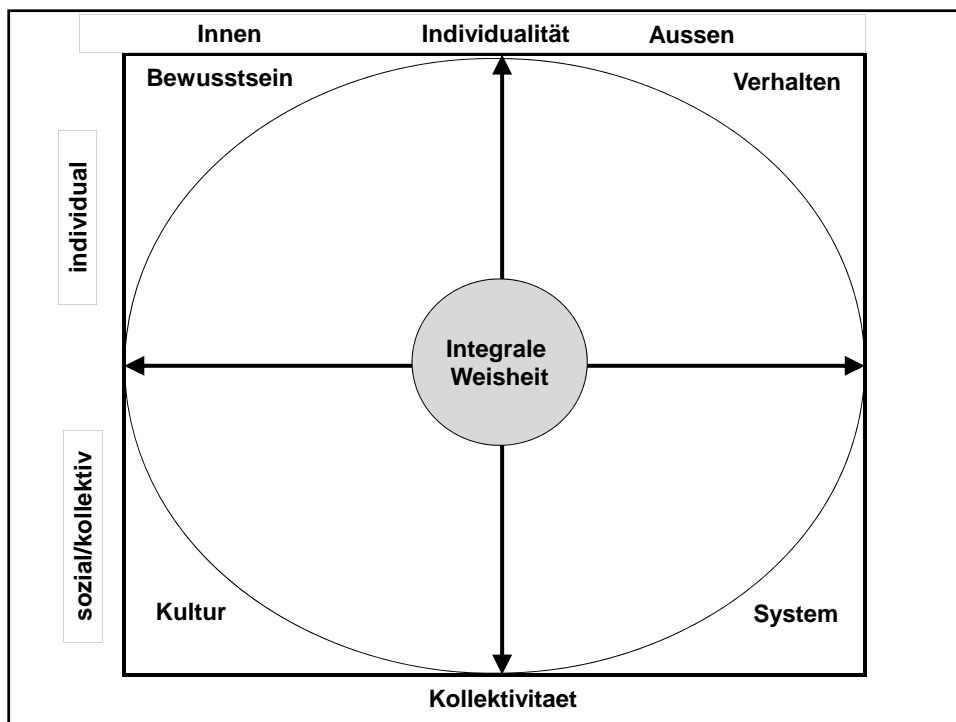 Innen Individualität Aussen
Bewusstsein Verhalten
individual
Integrale
Weisheit
sozial/kollektiv
Kultur System
Kollektivitaet